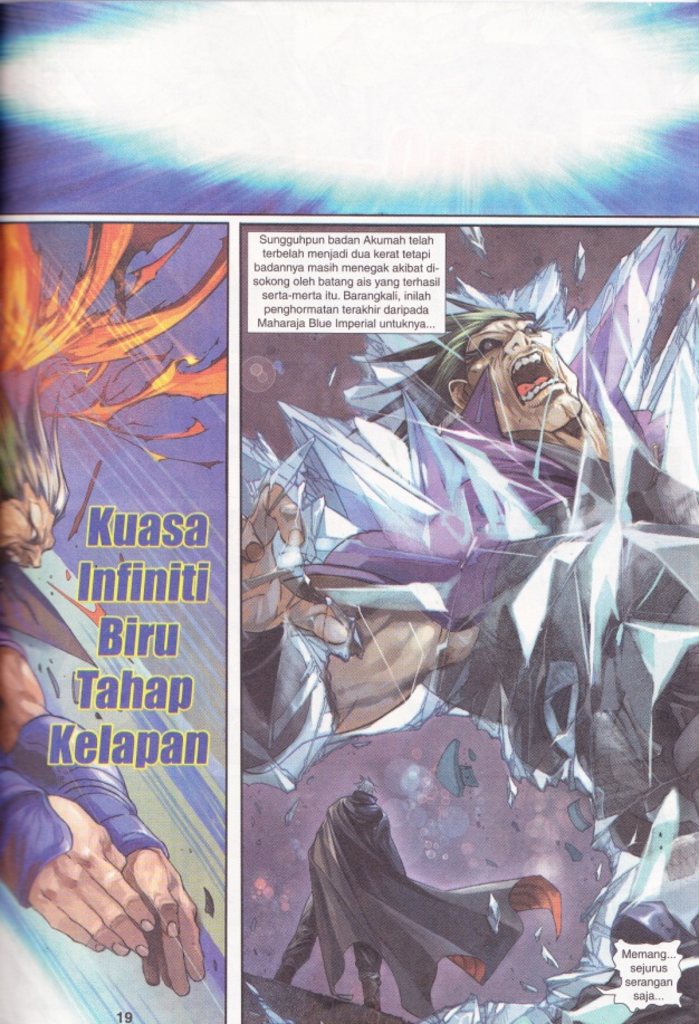 Sungguhpun badan Akumah telah
terbelah menjadi dua kerat tetapi
badannya masih menegak akibat di-
sokong oleh batang ais yang terhasil
serta-merta itu. Barangkali, inilah
penghormatan terakhir daripada
Maharaja Blue Imperial untuknya...
Kuasa
Infiniti
Biru
Tahap
Kelapan
Memang...
sejurus
serangan
saja...
19